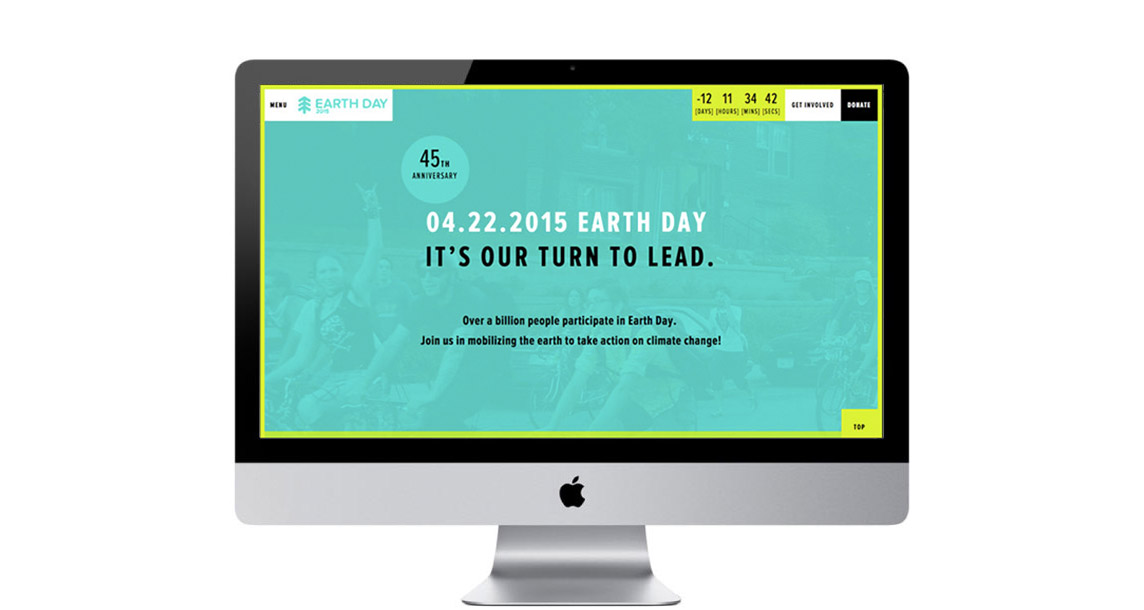 MENU
EARTH DAY
2015
-12 11 34 42
[DAYS] [HOURS] [MINS] [SECS]
GET INVOLVED
DONATE
45TH
ANNIVERSARY
04.22.2015 EARTH DAY
IT'S OUR TURN TO LEAD.
Over a billion people participate in Earth Day.
Join us in mobilizing the earth to take action on climate change!
TOP